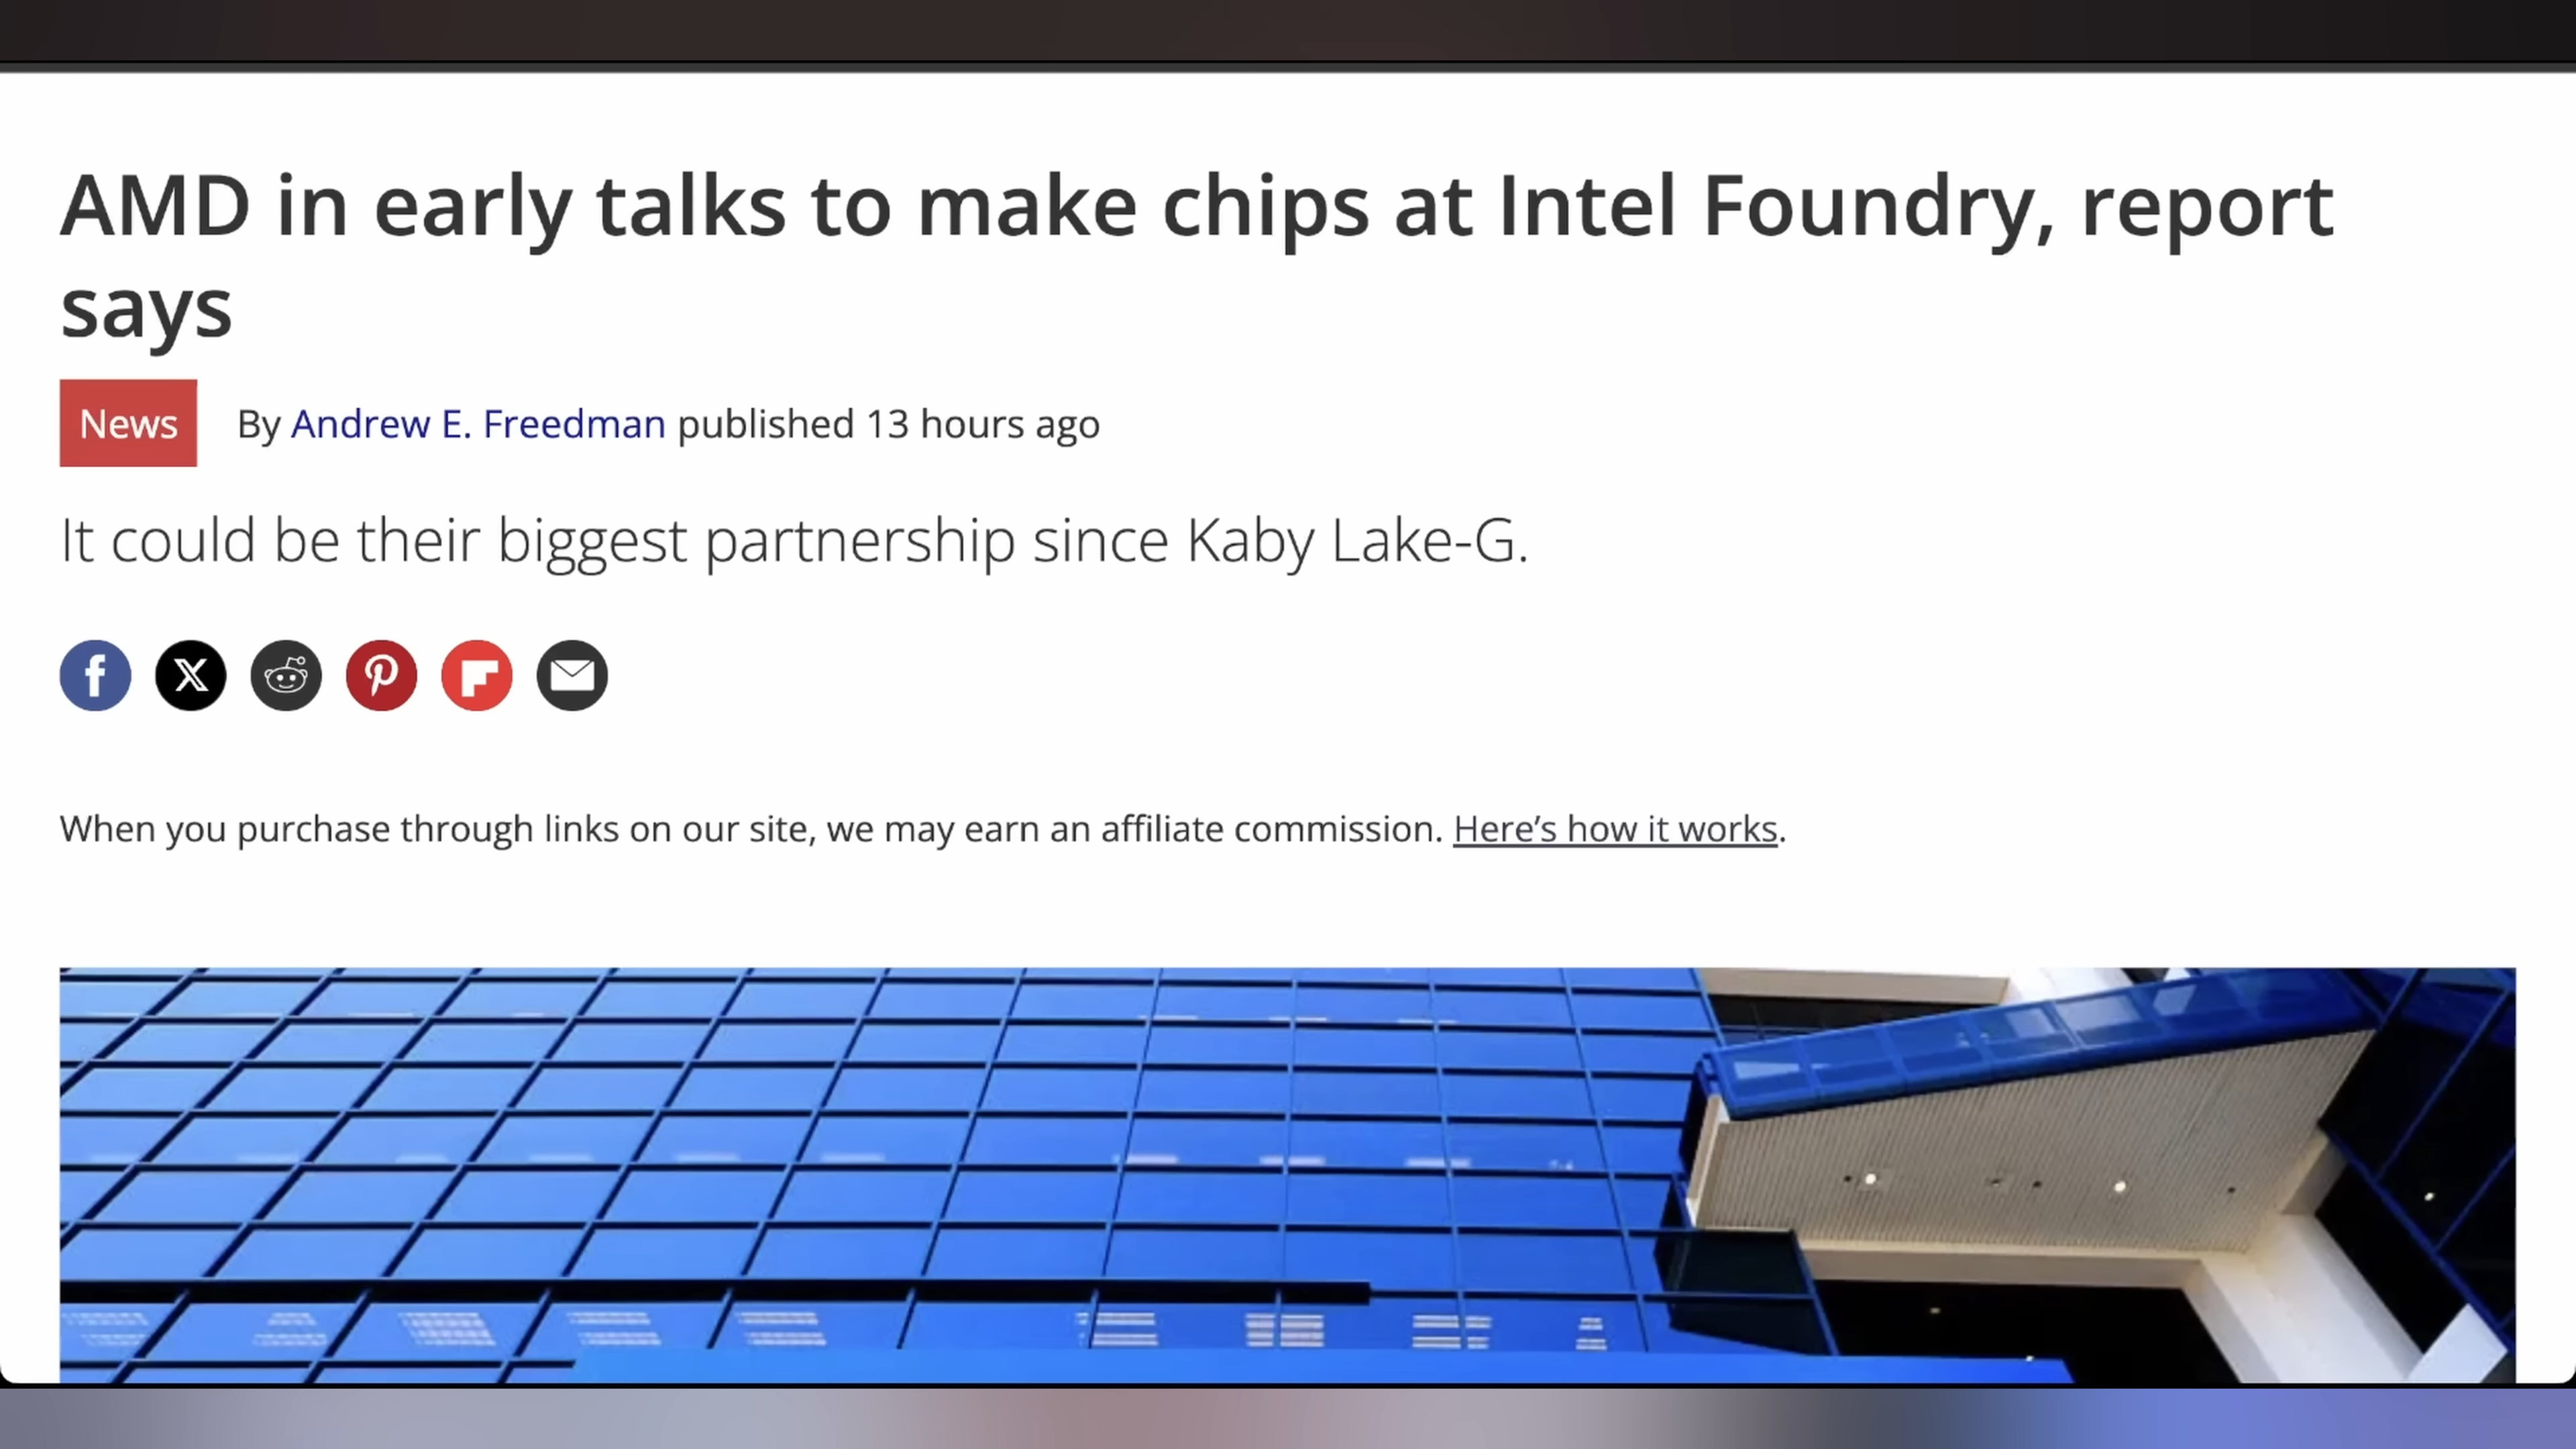 AMD in early talks to make chips at Intel Foundry, report
says
News By Andrew E. Freedman published 13 hours ago
It could be their biggest partnership since Kaby Lake-G.
When you purchase through links on our site, we may earn an affiliate commission. Here’s how it works.